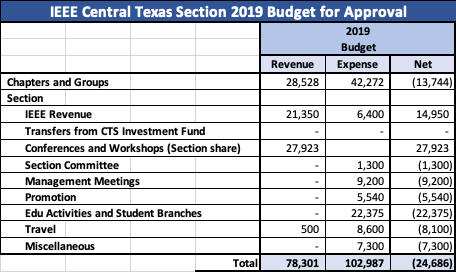 IEEE Central Texas Section 2019 Budget for Approval
2019
Budget
Revenue Expense Net
Chapters and Groups 28,528 42,272 (13,744)
Section
IEEE Revenue 21,350 6,400 14,950
Transfers from CTS Investment Fund - - -
Conferences and Workshops (Section share) 27,923 27,923
Section Committee - 1,300 (1,300)
Management Meetings - 9,200 (9,200)
Promotion - 5,540 (5,540)
Edu Activities and Student Branches - 22,375 (22,375)
Travel 500 8,600 (8,100)
Miscellaneous - 7,300 (7,300)
Total 78,301 102,987 (24,686)